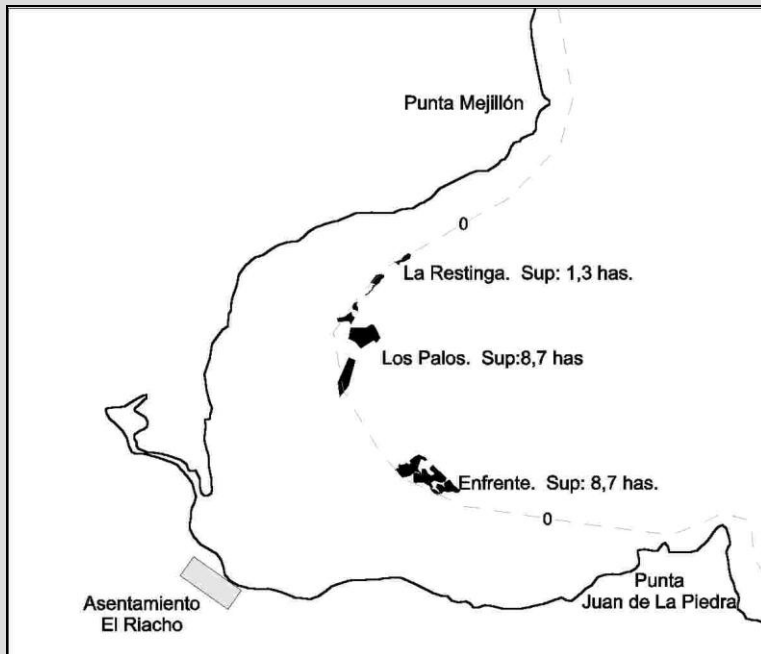 Punta Mejillón
0
La Restinga. Sup: 1,3 has.
Los Palos. Sup:8,7 has
Enfrente. Sup: 8,7 has.
0
Punta
Juan de La Piedra
Asentamiento
El Riacho